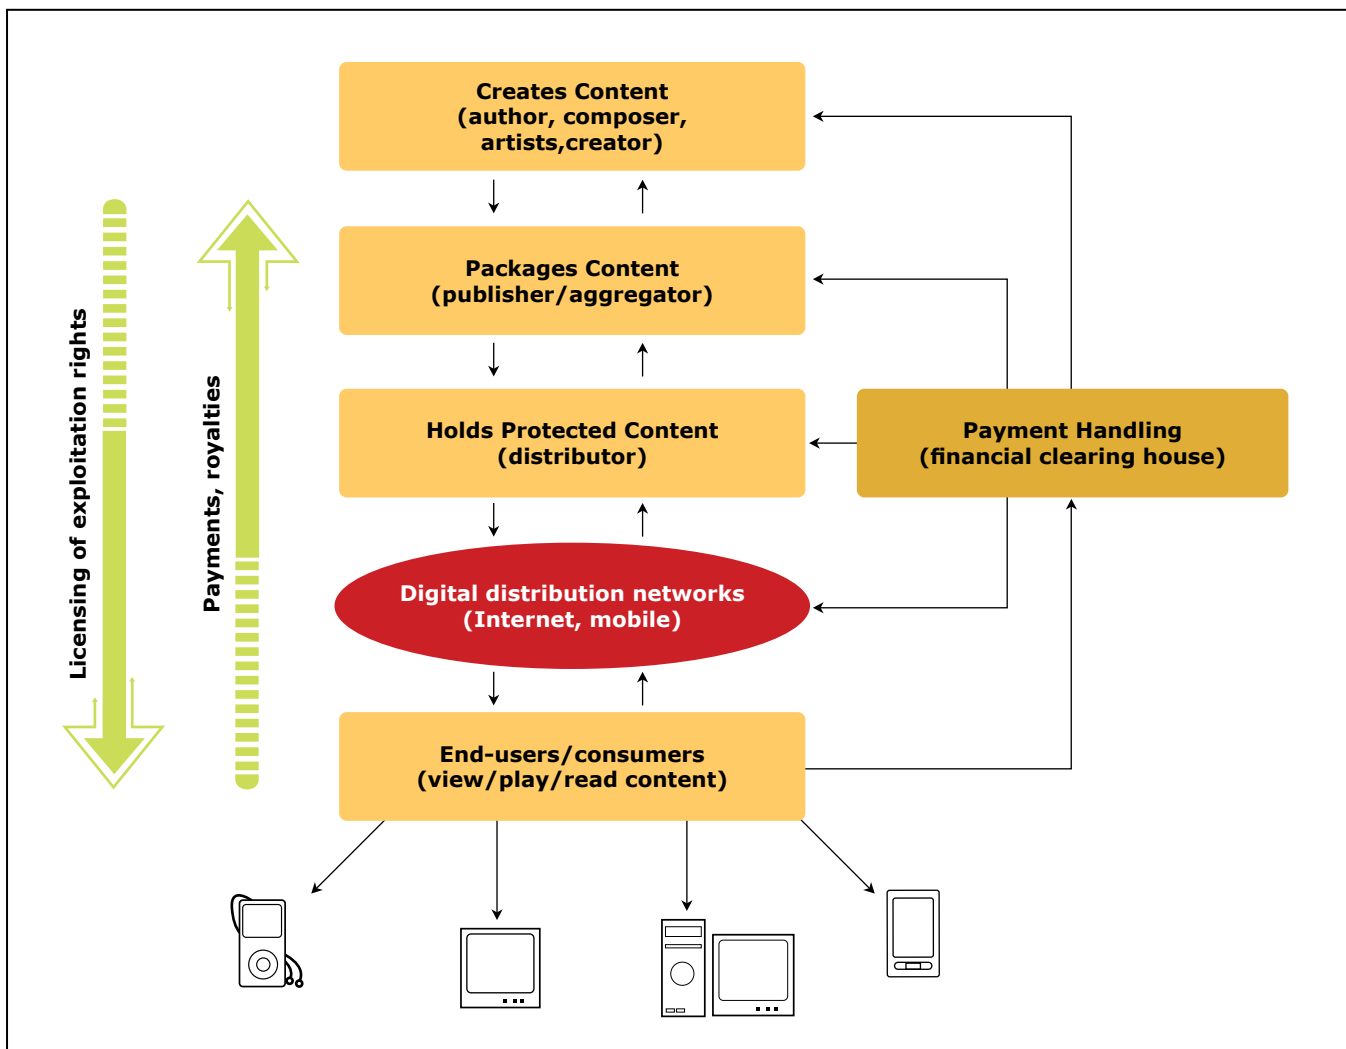 Creates Content
(author, composer,
artists,creator)
Packages Content
(publisher/aggregator)
Holds Protected Content
(distributor)
Payment Handling
(financial clearing house)
Digital distribution networks
(Internet, mobile)
End-users/consumers
(view/play/read content)
Licensing of exploitation rights
Payments, royalties